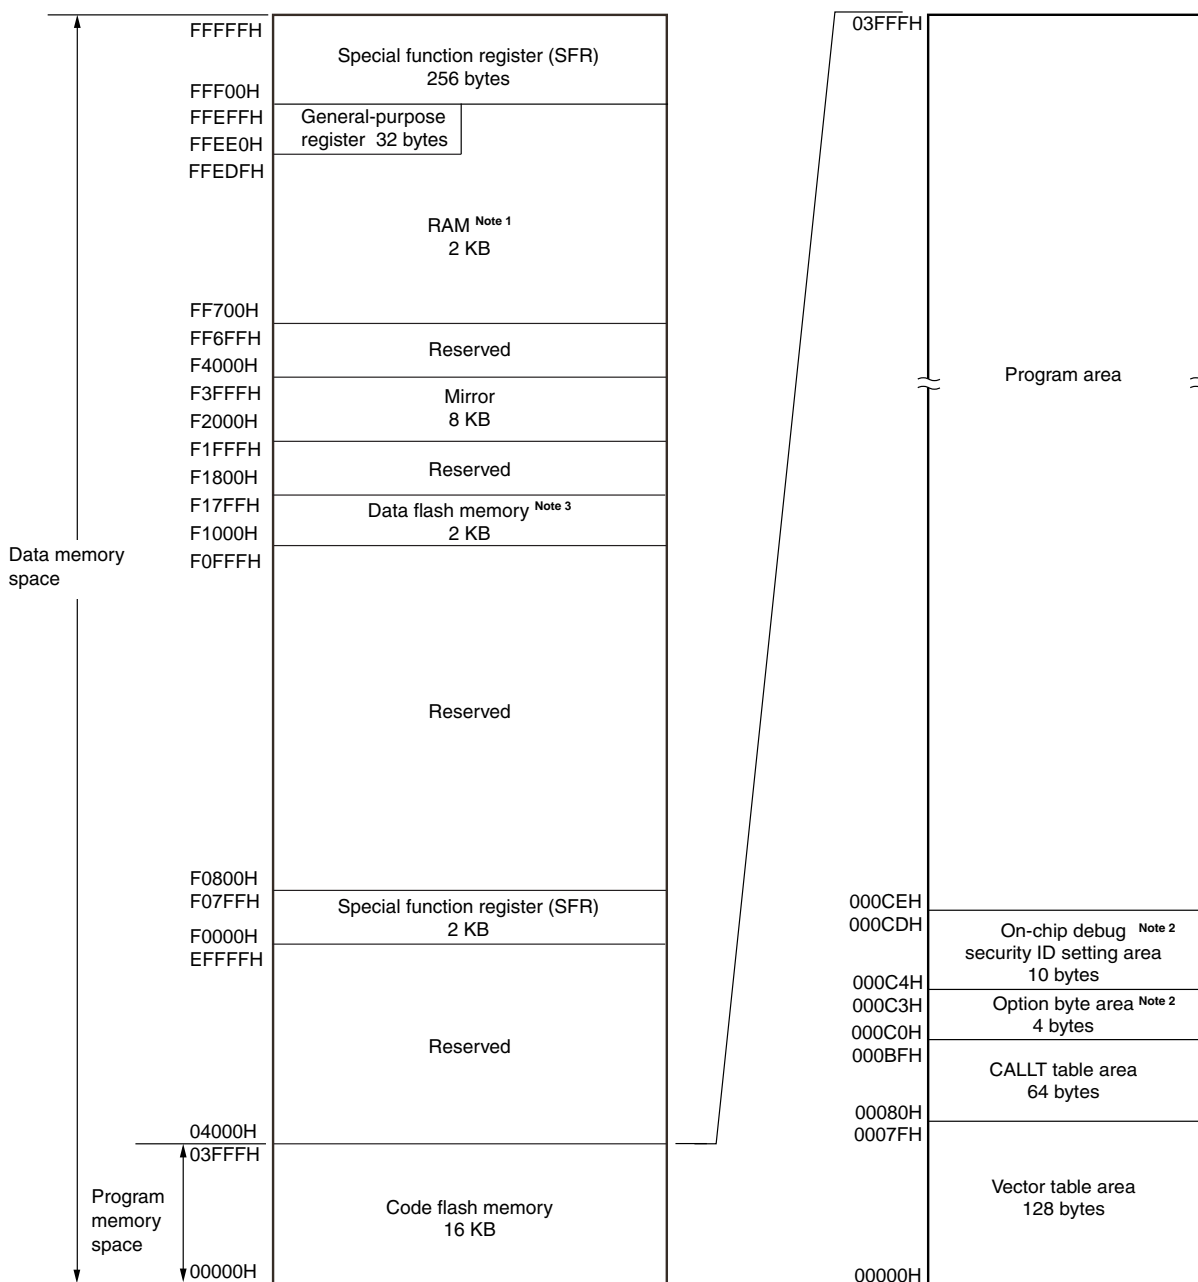 FFFFFH
Special function register (SFR)
256 bytes
FFF00H
FFEFFH
General-purpose
register 32 bytes
FFEE0H
FFEDFH
RAM Note 1
2 KB
FF700H
FF6FFH
Reserved
F4000H
F3FFFH
Mirror
8 KB
F2000H
F1FFFH
Reserved
F1800H
F17FFH
Data flash memory Note 3
2 KB
F1000H
F0FFFH
Data memory
space
Reserved
F0800H
F07FFH
Special function register (SFR)
2 KB
F0000H
EFFFFH
Reserved
04000H
03FFFH
Program
memory
space
Code flash memory
16 KB
00000H
03FFFH
Program area
000CEH
000CDH
On-chip debug Note 2
security ID setting area
10 bytes
000C4H
000C3H
Option byte area Note 2
4 bytes
000C0H
000BFH
CALLT table area
64 bytes
00080H
0007FH
Vector table area
128 bytes
00000H